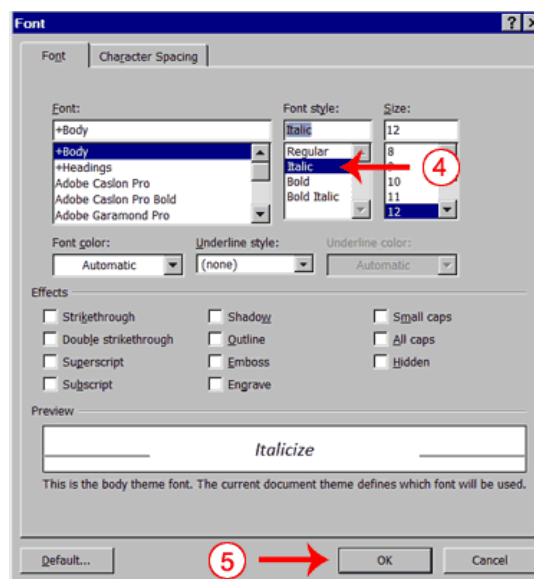 Font
Font Character Spacing
Font: Font style: Size:
+Body Italic 12
+Body Regular 8
+Headings Italic 4
Adobe Caslon Pro Bold 10
Adobe Caslon Pro Bold Bold Italic 11
Adobe Garamond Pro 12
Font color: Underline style: Underline color:
Automatic (none) Automatic
Effects
Strikethrough Shadow Small caps
Double strikethrough Outline All caps
Superscript Emboss Hidden
Subscript Engrave
Preview
Italicize
This is the body theme font. The current document theme defines which font will be used.
Default... 5 OK Cancel